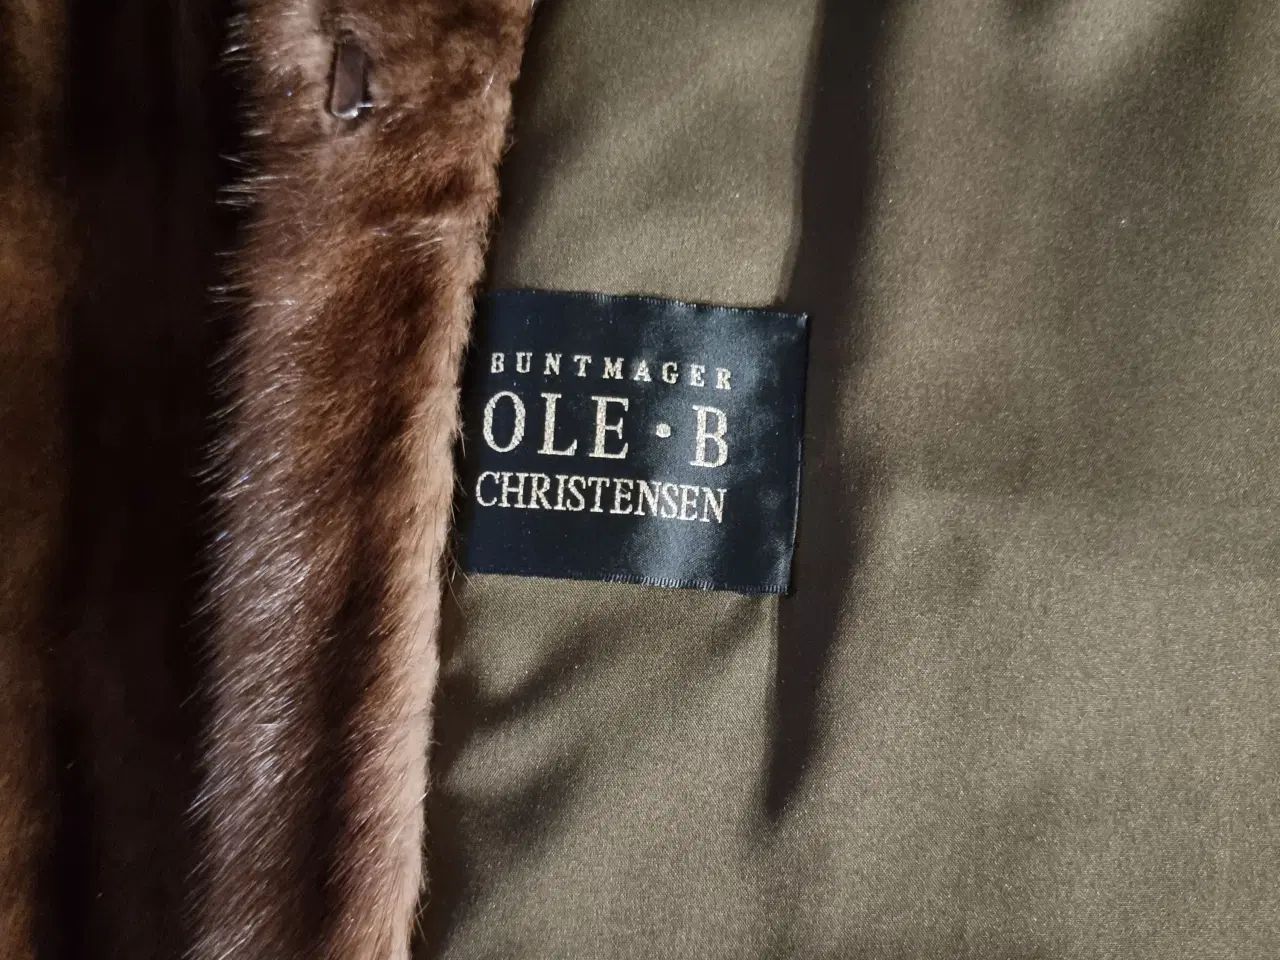 BUNTMAGER
OLE · B
CHRISTENSEN